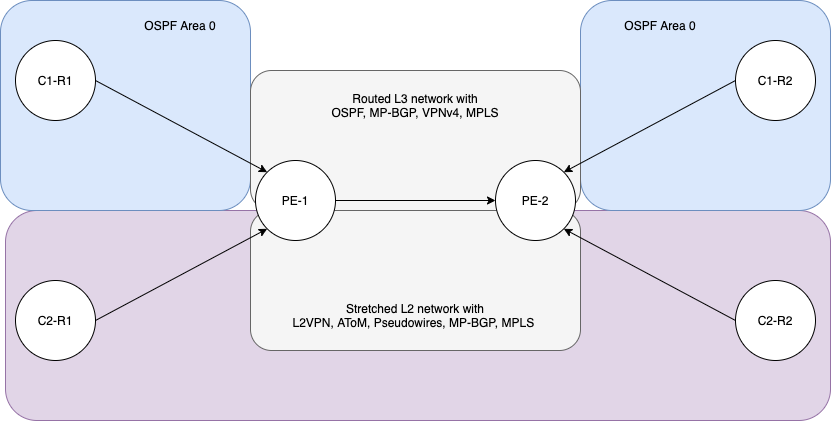 OSPF Area 0
OSPF Area 0
C1-R1
C1-R2
Routed L3 network with
OSPF, MP-BGP, VPNv4, MPLS
PE-1
PE-2
Stretched L2 network with
L2VPN, AToM, Pseudowires, MP-BGP, MPLS
C2-R1
C2-R2